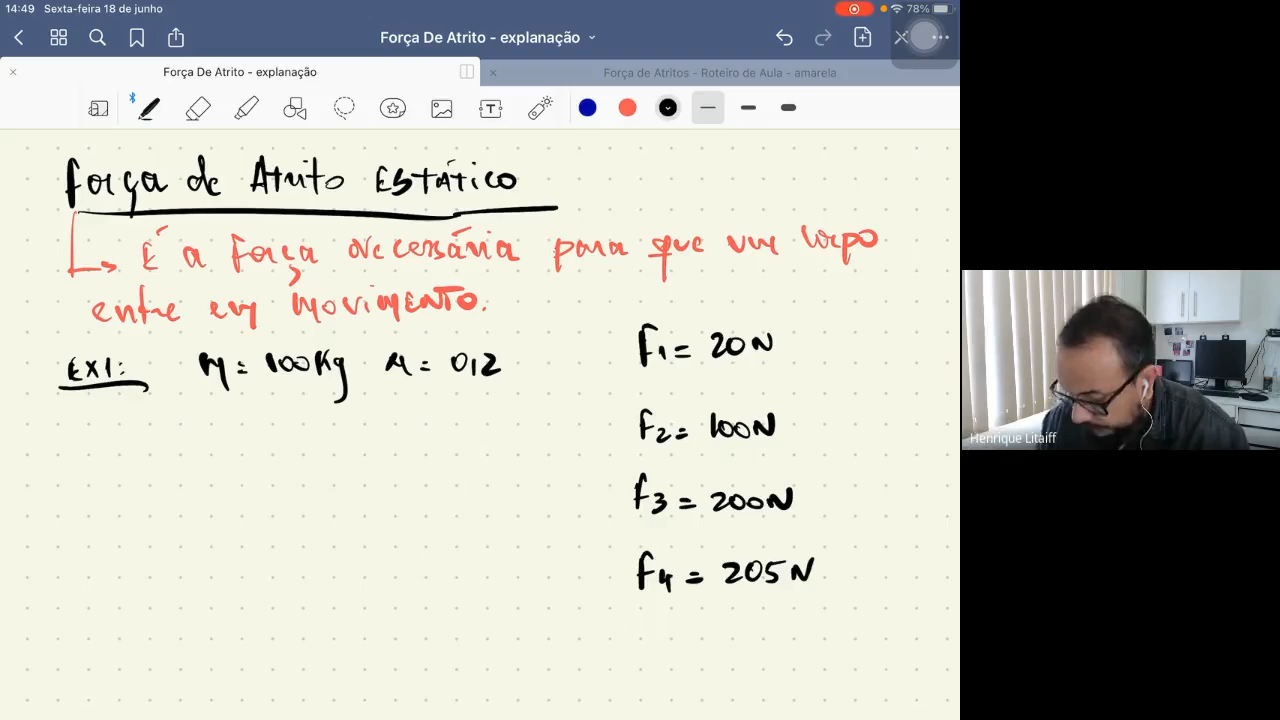 14:49 Sexta-feira 18 de junho
78%
Força De Atrito - explanação
Força De Atrito - explanação
Força de Atritos - Roteiro de Aula - amarela
T
Força de Atrito Estático
É a Força necessária para que um corpo
entre em movimento.
EX1: M = 100Kg μ = 0,2
F1 = 20N
F2 = 100N
F3 = 200N
F4 = 205N
Henrique Litaiff